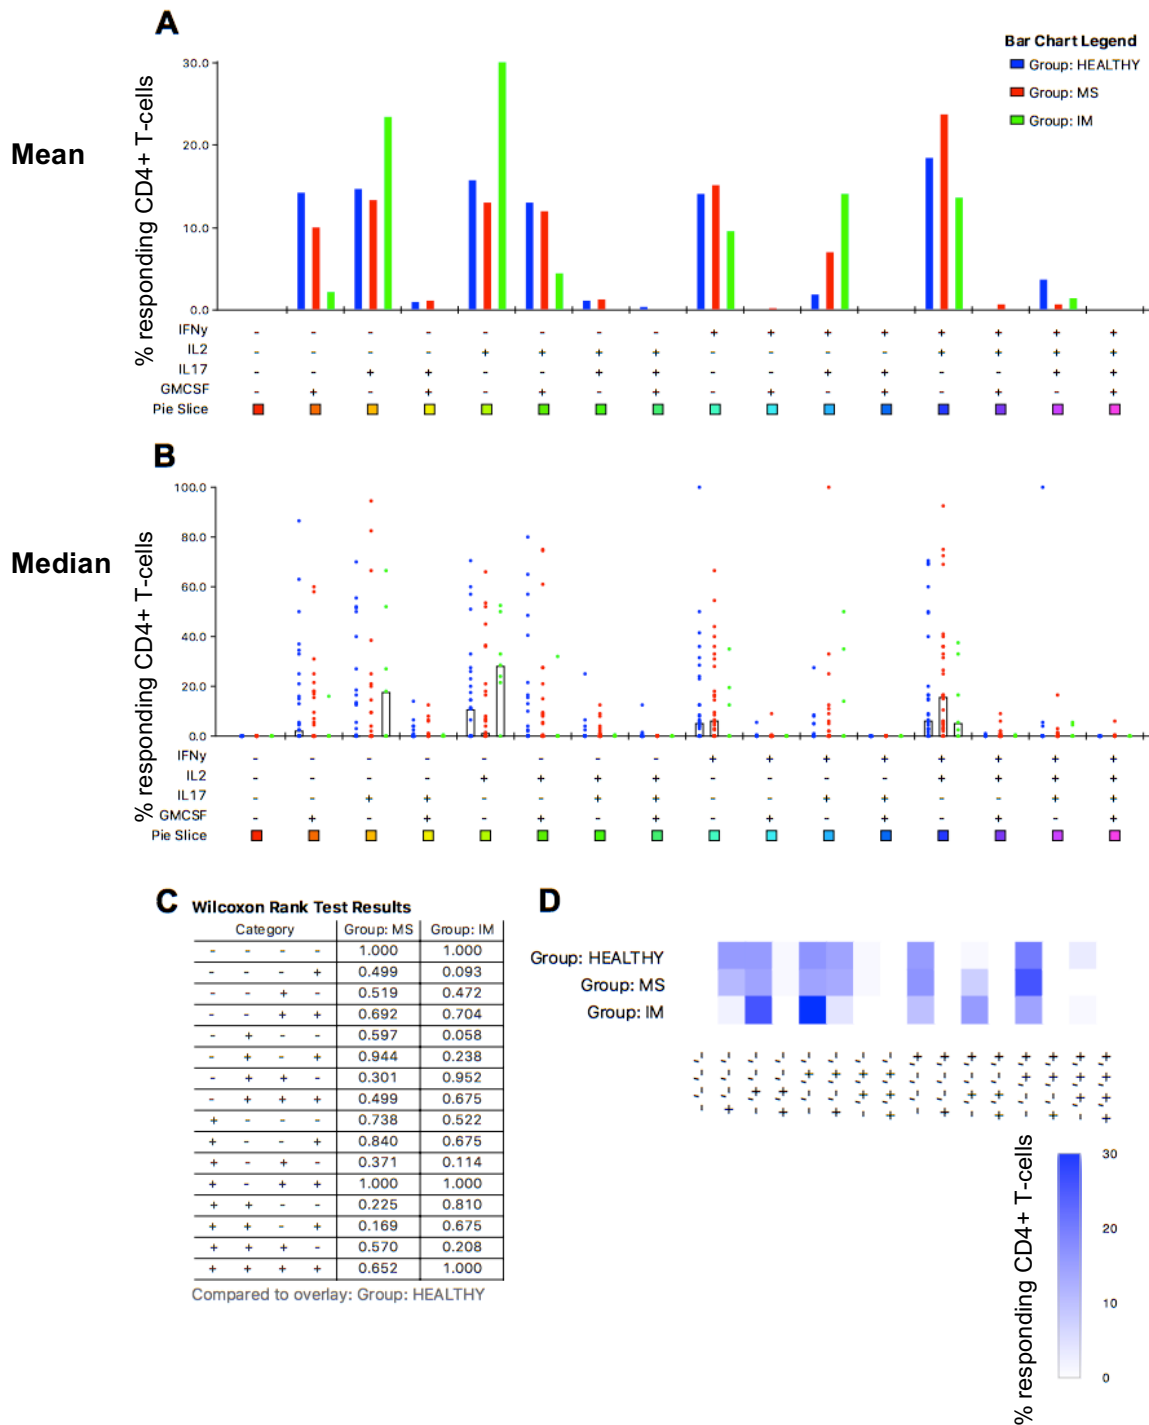 A
Bar Chart Legend
Group: HEALTHY
Group: MS
Group: IM
Mean
% responding CD4+ T-cells
30.0
20.0
10.0
0.0
IFNy - - - - - - - - + + + + + + + +
IL2 - - - - + + + + - - - - + + + +
IL17 - - + + - - + + - - + + - - + +
GMCSF - + - + - + - + - + - + - + - +
Pie Slice
B
Median
% responding CD4+ T-cells
100.0
80.0
60.0
40.0
20.0
0.0
IFNy - - - - - - - - + + + + + + + +
IL2 - - - - + + + + - - - - + + + +
IL17 - - + + - - + + - - + + - - + +
GMCSF - + - + - + - + - + - + - + - +
Pie Slice
C
Wilcoxon Rank Test Results
Category Group: MS Group: IM
- - - - 1.000 1.000
- - - + 0.499 0.093
- - + - 0.519 0.472
- - + + 0.692 0.704
- + - - 0.597 0.058
- + - + 0.944 0.238
- + + - 0.301 0.952
- + + + 0.499 0.675
+ - - - 0.738 0.522
+ - - + 0.840 0.675
+ - + - 0.371 0.114
+ - + + 1.000 1.000
+ + - - 0.225 0.810
+ + - + 0.169 0.675
+ + + - 0.570 0.208
+ + + + 0.652 1.000
Compared to overlay: Group: HEALTHY
D
Group: HEALTHY
Group: MS
Group: IM
-,-,-,-
-,-,-,+
-,-,+,-
-,-,+,+
-,+,-,-
-,+,-,+
-,+,+,-
-,+,+,+
+,-,-,-
+,-,-,+
+,-,+,-
+,-,+,+
+,+,-,-
+,+,-,+
+,+,+,-
+,+,+,+
% responding CD4+ T-cells
30
20
10
0